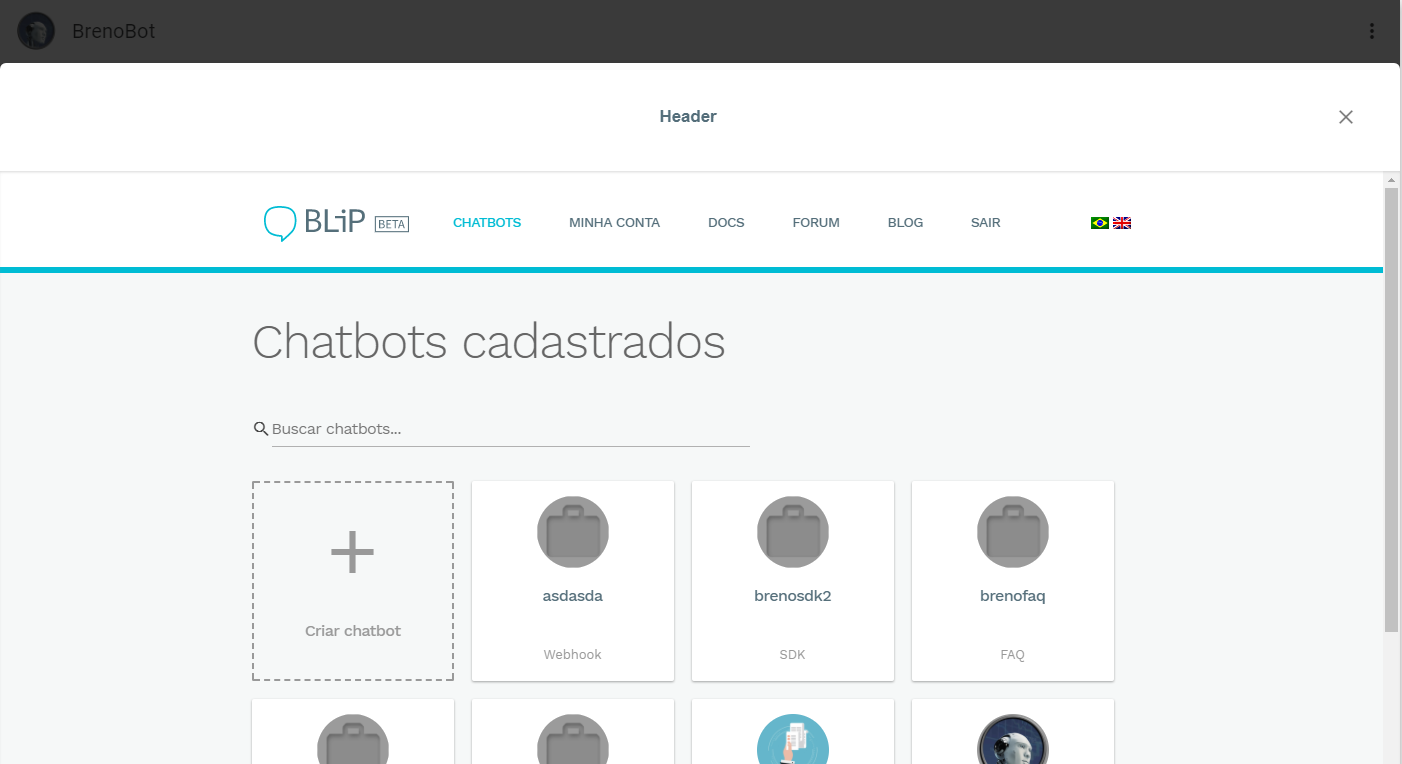 BrenoBot
Header
BLiP BETA CHATBOTS MINHA CONTA DOCS FORUM BLOG SAIR
Chatbots cadastrados
Buscar chatbots...
Criar chatbot
asdasda
Webhook
brenosdk2
SDK
brenofaq
FAQ